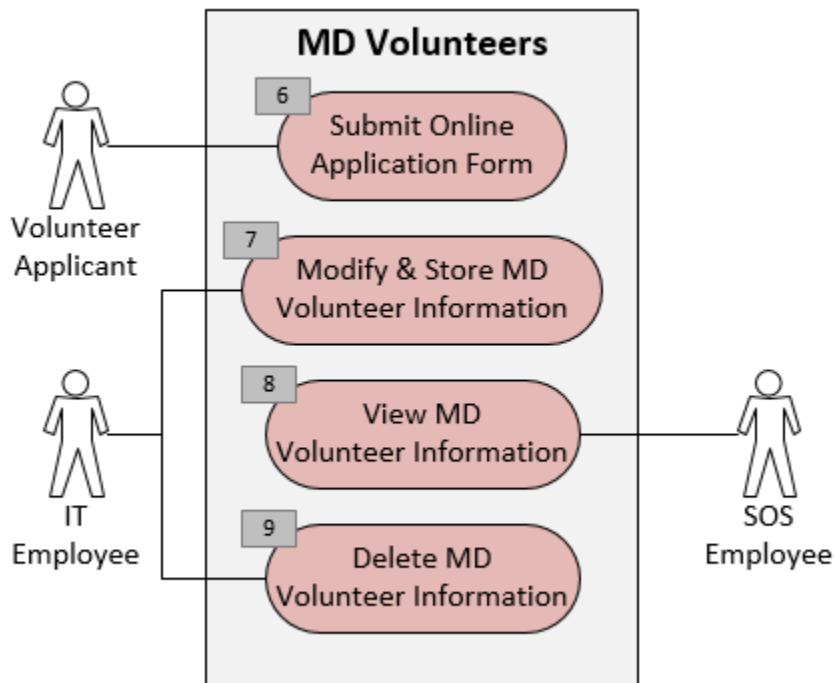 MD Volunteers
6
Submit Online
Application Form
Volunteer
Applicant
7
Modify & Store MD
Volunteer Information
8
View MD
Volunteer Information
IT
Employee
SOS
Employee
9
Delete MD
Volunteer Information